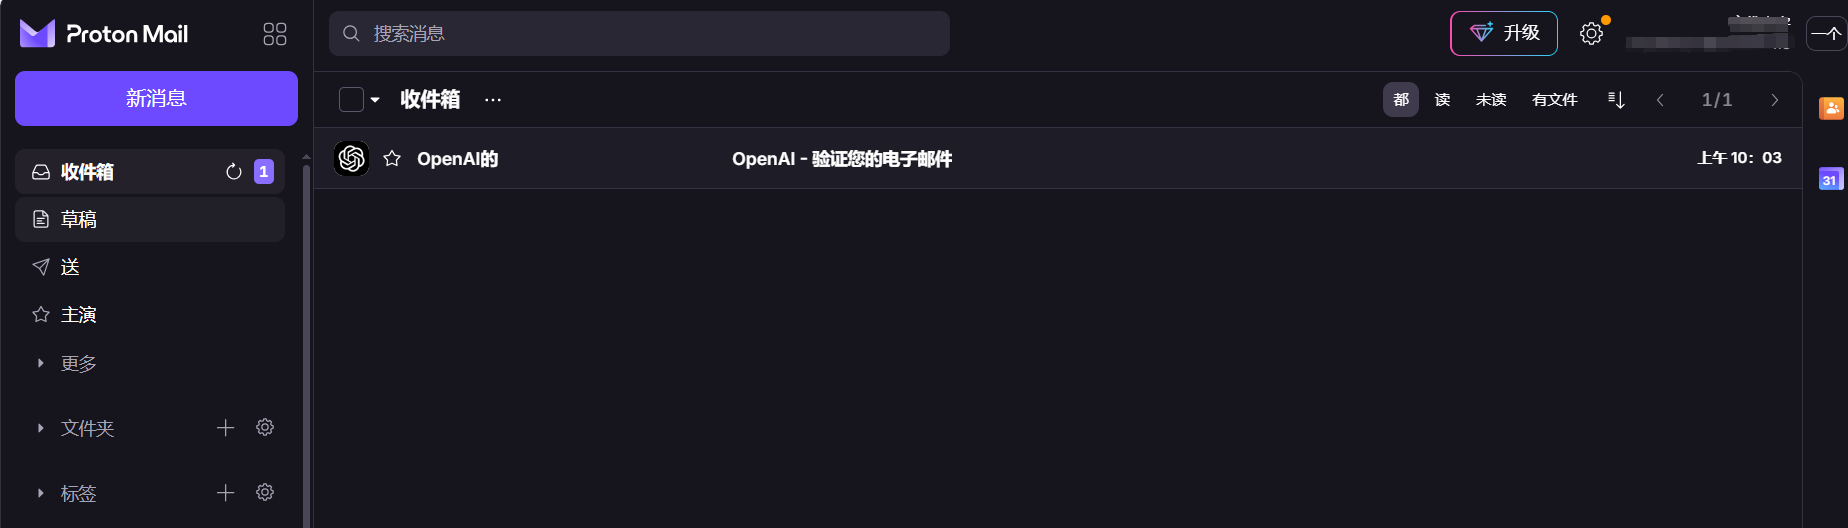 Proton Mail
搜索消息
升级
一个
新消息
收件箱
都
读
未读
有文件
1/1
收件箱
1
OpenAI的
OpenAI - 验证您的电子邮件
上午 10：03
草稿
31
送
主演
更多
文件夹
标签